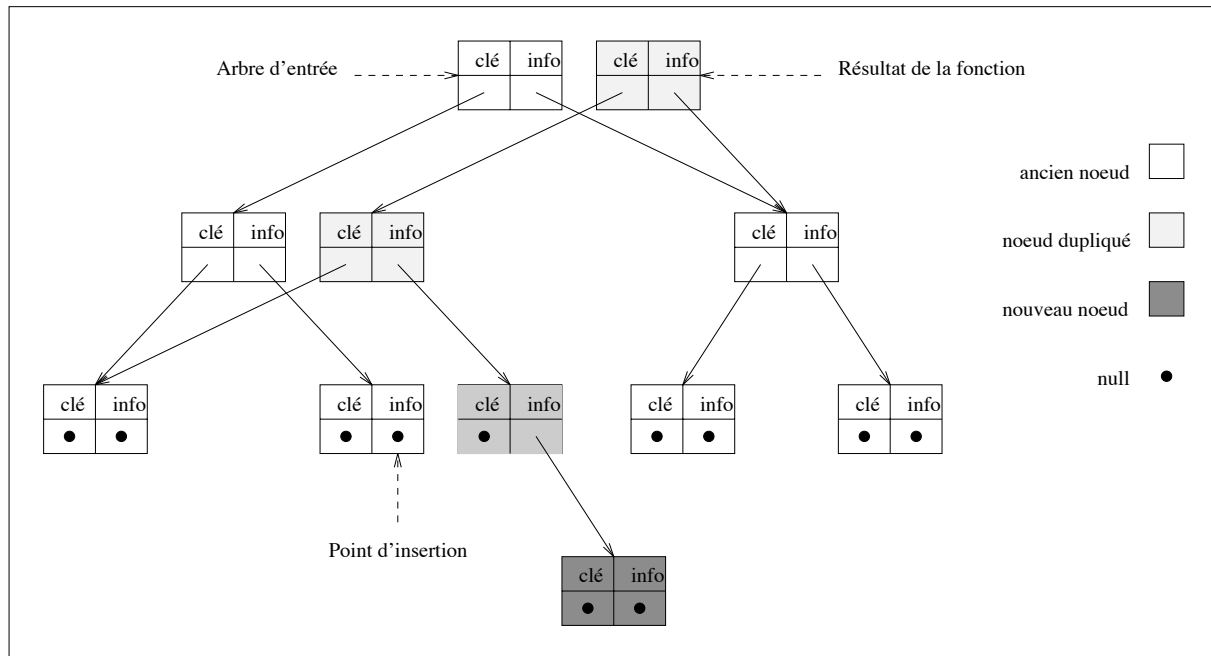 clé info clé info
Arbre d'entrée Résultat de la fonction
ancien noeud
clé info clé info clé info
noeud dupliqué
nouveau noeud
null
clé info clé info clé info clé info clé info
Point d'insertion
clé info